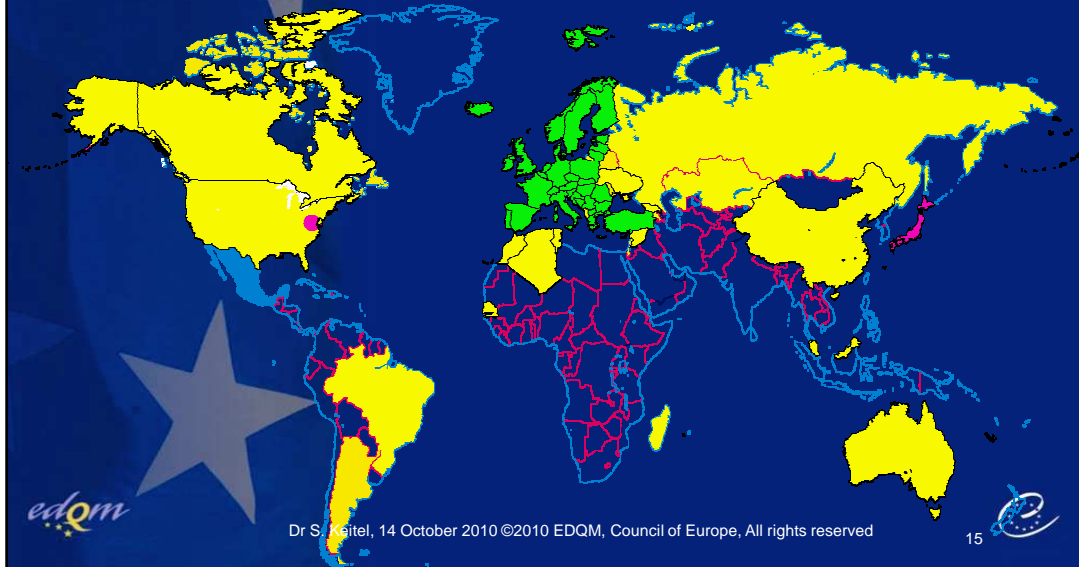 edQm
Dr S. Keitel, 14 October 2010 ©2010 EDQM, Council of Europe, All rights reserved
15